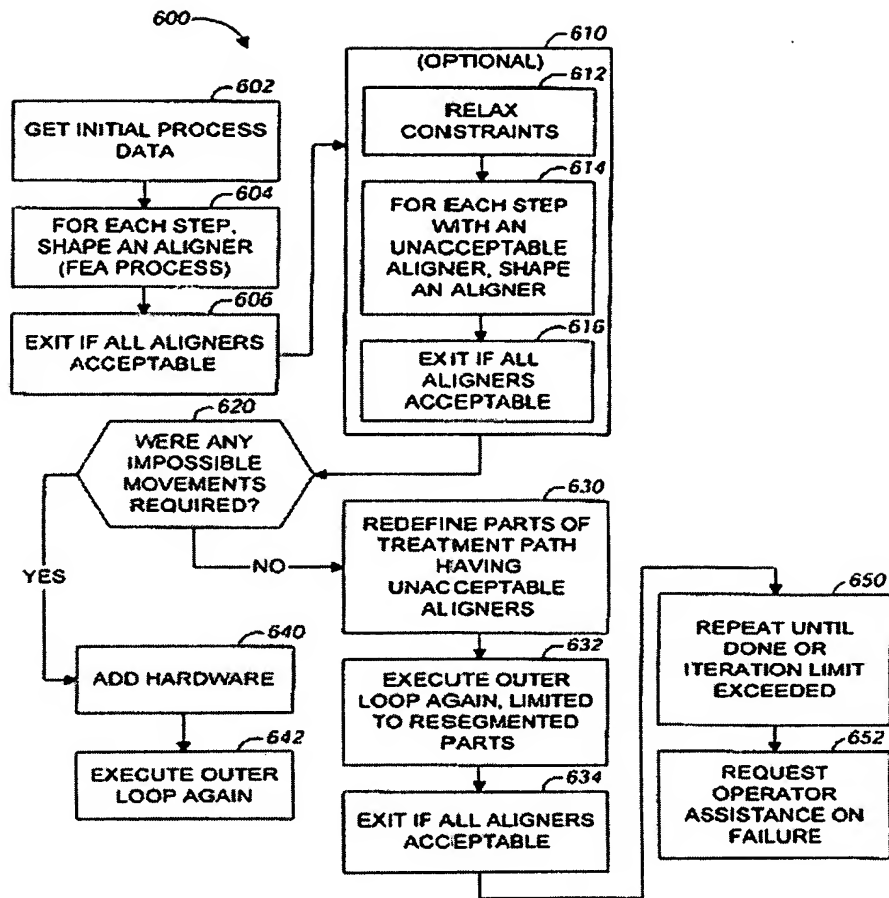 600
602
GET INITIAL PROCESS
DATA
604
FOR EACH STEP,
SHAPE AN ALIGNER
(FEA PROCESS)
606
EXIT IF ALL ALIGNERS
ACCEPTABLE
610
(OPTIONAL)
612
RELAX
CONSTRAINTS
614
FOR EACH STEP
WITH AN
UNACCEPTABLE
ALIGNER, SHAPE
AN ALIGNER
616
EXIT IF ALL
ALIGNERS
ACCEPTABLE
620
WERE ANY
IMPOSSIBLE
MOVEMENTS
REQUIRED?
YES
NO
630
REDEFINE PARTS OF
TREATMENT PATH
HAVING
UNACCEPTABLE
ALIGNERS
632
EXECUTE OUTER
LOOP AGAIN, LIMITED
TO RESEGMENTED
PARTS
634
EXIT IF ALL ALIGNERS
ACCEPTABLE
640
ADD HARDWARE
642
EXECUTE OUTER
LOOP AGAIN
650
REPEAT UNTIL
DONE OR
ITERATION LIMIT
EXCEEDED
652
REQUEST
OPERATOR
ASSISTANCE ON
FAILURE